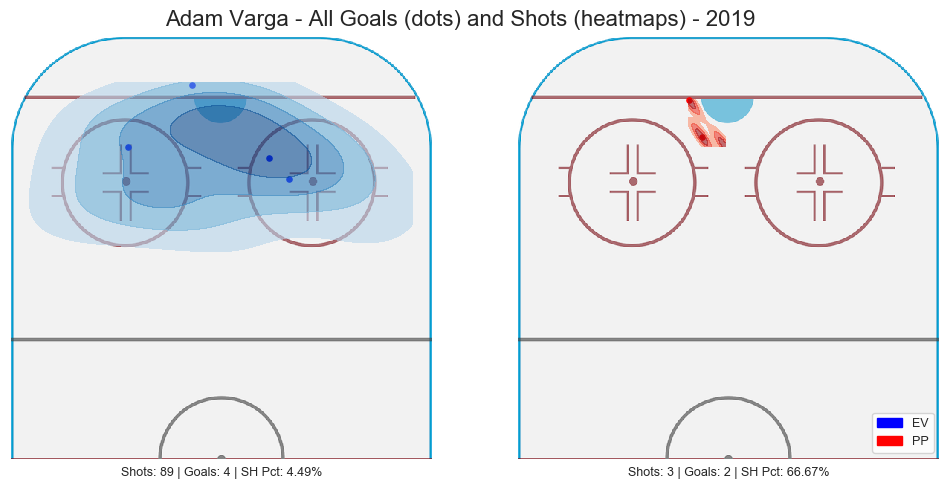 Adam Varga - All Goals (dots) and Shots (heatmaps) - 2019
EV
PP
Shots: 89 | Goals: 4 | SH Pct: 4.49%
Shots: 3 | Goals: 2 | SH Pct: 66.67%